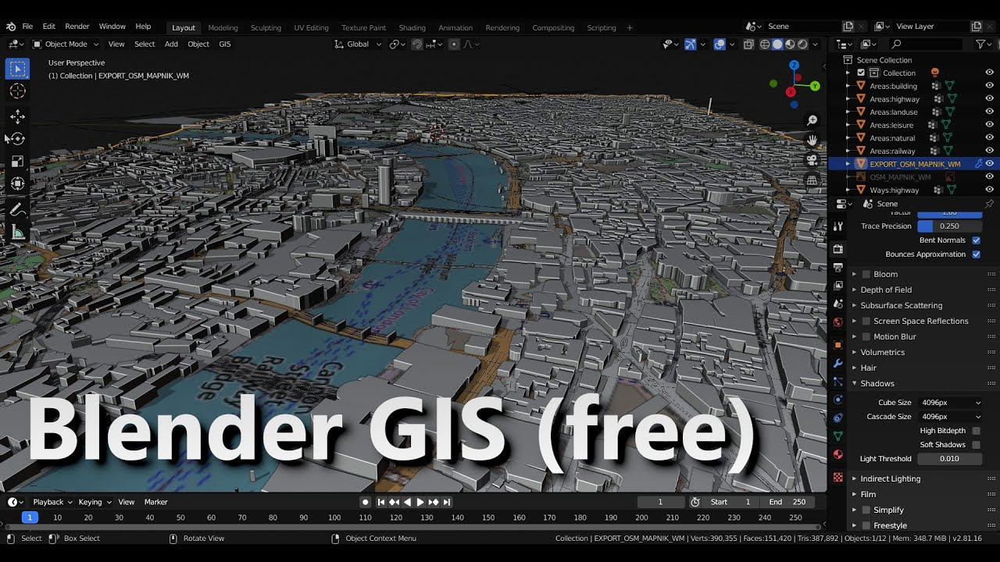 File Edit Render Window Help Layout Modeling Sculpting UV Editing Texture Paint Shading Animation Rendering Compositing Scripting + Scene View Layer
Object Mode View Select Add Object GIS Global
User Perspective
(1) Collection | EXPORT_OSM_MAPNIK_WM
Z
Y
X
Scene Collection
Collection
Areas:building
Areas:highway
Areas:landuse
Areas:leisure
Areas:natural
Areas:railway
EXPORT_OSM_MAPNIK_WM
OSM_MAPNIK_WM
Ways:highway
Scene
Factor 1.00
Trace Precision 0.250
Bent Normals
Bounces Approximation
Bloom
Depth of Field
Subsurface Scattering
Screen Space Reflections
Motion Blur
Volumetrics
Hair
Shadows
Cube Size 4096px
Cascade Size 4096px
High Bitdepth
Soft Shadows
Light Threshold 0.010
Indirect Lighting
Film
Simplify
Freestyle
Millennium
Bridge
City of London
Cannon
Street
Railway
Bridge
Blender GIS (free)
Playback Keying View Marker 1 Start 1 End 250
1 10 20 30 40 50 60 70 80 90 100 110 120 130 140 150 160 170 180 190 200 210 220 230 240 250
Select Box Select Rotate View Object Context Menu Collection | EXPORT_OSM_MAPNIK_WM | Verts:390,355 | Faces:151,420 | Tris:387,892 | Objects:1/12 | Mem: 348.7 MiB | v2.81.16